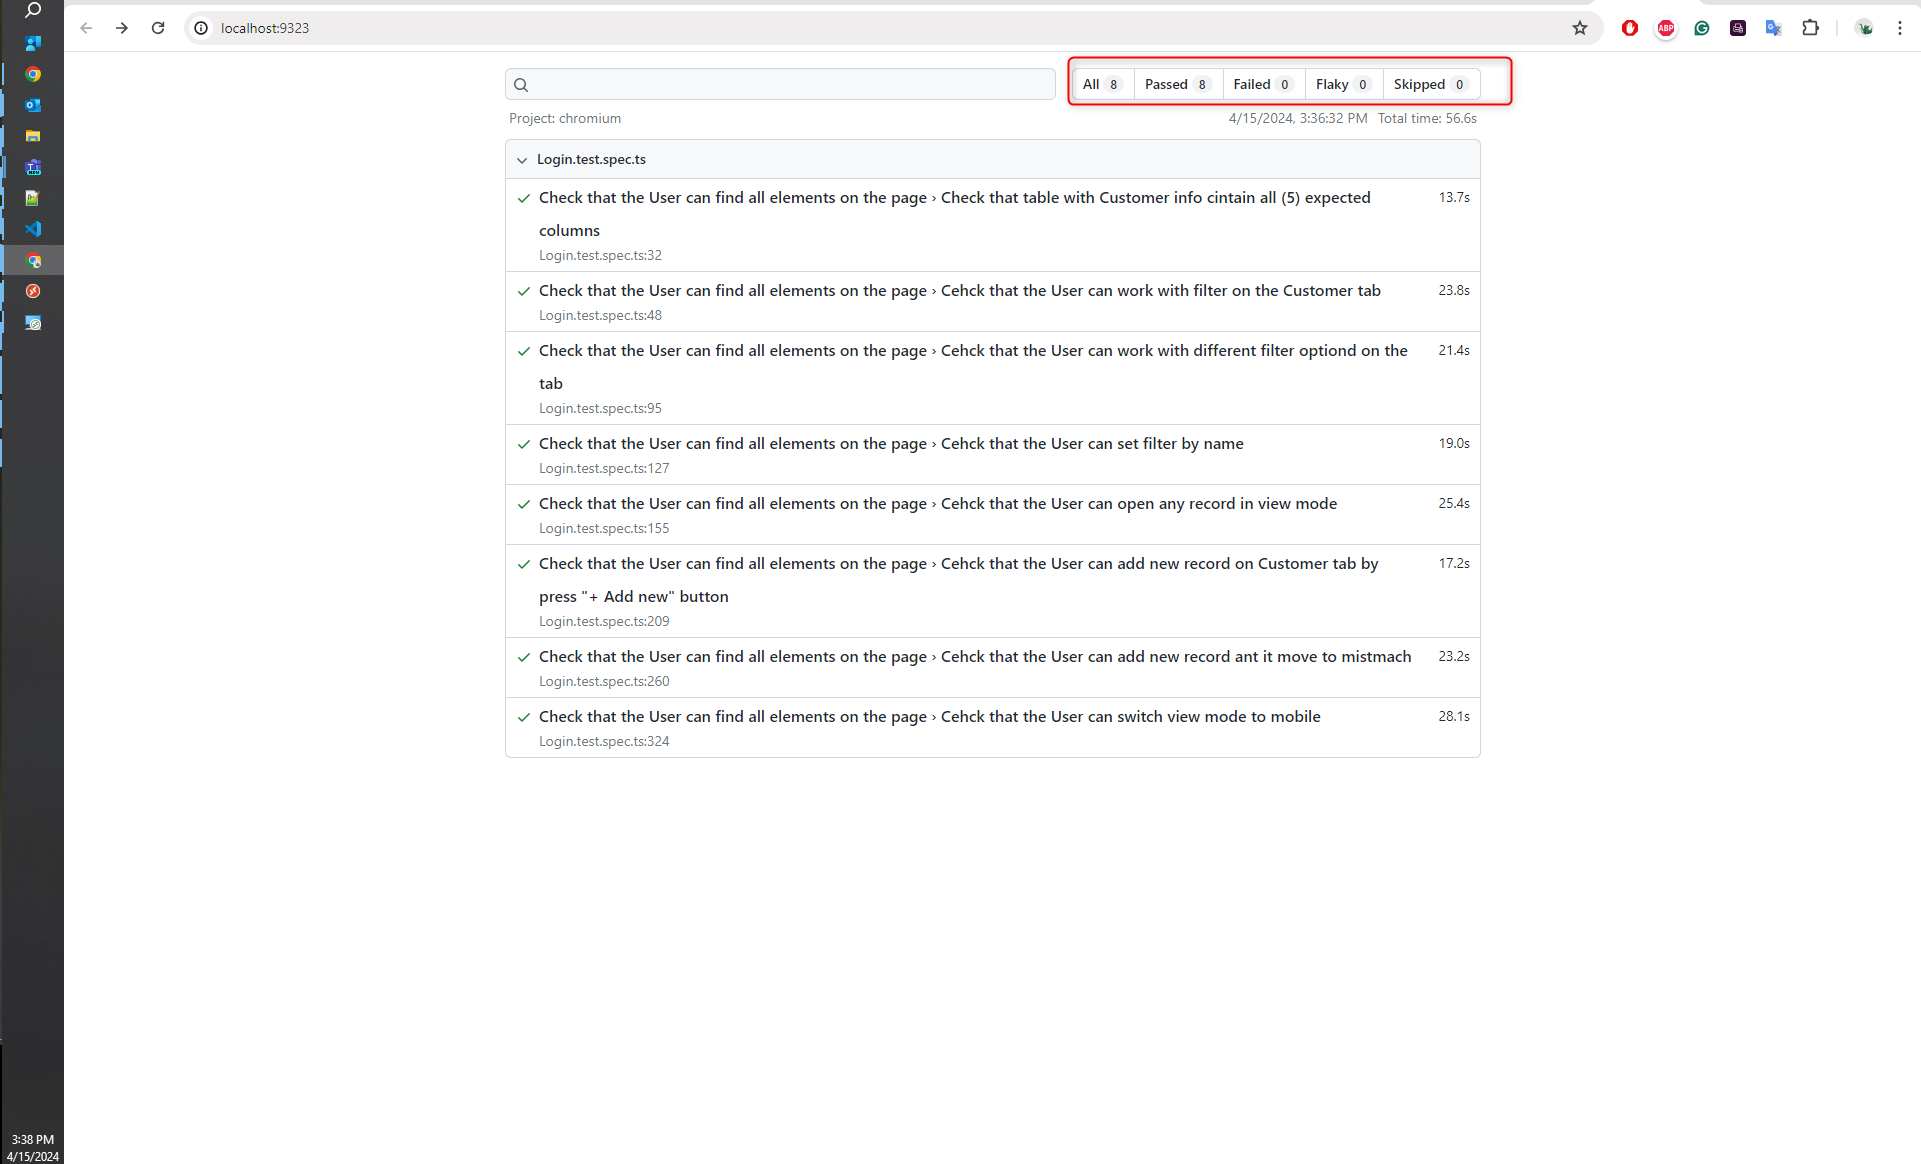 localhost:9323
ABP
All 8 Passed 8 Failed 0 Flaky 0 Skipped 0
Project: chromium 4/15/2024, 3:36:32 PM Total time: 56.6s
Login.test.spec.ts
Check that the User can find all elements on the page › Check that table with Customer info cintain all (5) expected 13.7s
columns
Login.test.spec.ts:32
Check that the User can find all elements on the page › Cehck that the User can work with filter on the Customer tab 23.8s
Login.test.spec.ts:48
Check that the User can find all elements on the page › Cehck that the User can work with different filter optiond on the 21.4s
tab
Login.test.spec.ts:95
Check that the User can find all elements on the page › Cehck that the User can set filter by name 19.0s
Login.test.spec.ts:127
Check that the User can find all elements on the page › Cehck that the User can open any record in view mode 25.4s
Login.test.spec.ts:155
Check that the User can find all elements on the page › Cehck that the User can add new record on Customer tab by 17.2s
press "+ Add new" button
Login.test.spec.ts:209
Check that the User can find all elements on the page › Cehck that the User can add new record ant it move to mistmach 23.2s
Login.test.spec.ts:260
Check that the User can find all elements on the page › Cehck that the User can switch view mode to mobile 28.1s
Login.test.spec.ts:324
3:38 PM
4/15/2024